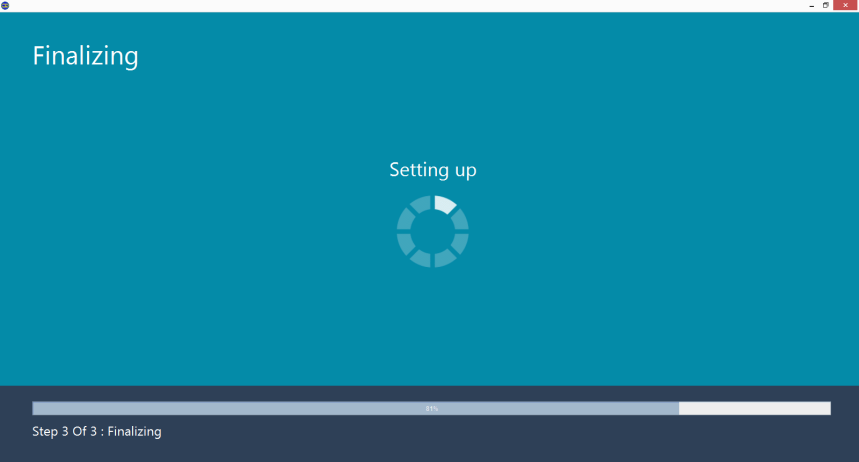 Finalizing
Setting up
81%
Step 3 Of 3 : Finalizing